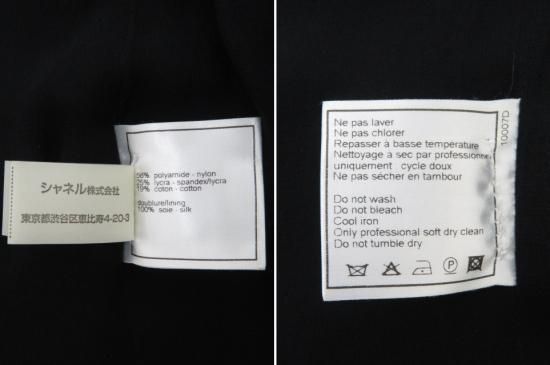 シャネル株式会社
東京都渋谷区恵比寿4-20-3
56% polyamide - nylon
25% lycra - spandex/lycra
19% coton - cotton
doublure/lining
100% soie - silk
Ne pas laver
Ne pas chlorer
Repasser à basse température
Nettoyage à sec par professionnel
uniquement : cycle doux
Ne pas sécher en tambour
Do not wash
Do not bleach
Cool iron
Only professional soft dry clean
Do not tumble dry
P
10007D